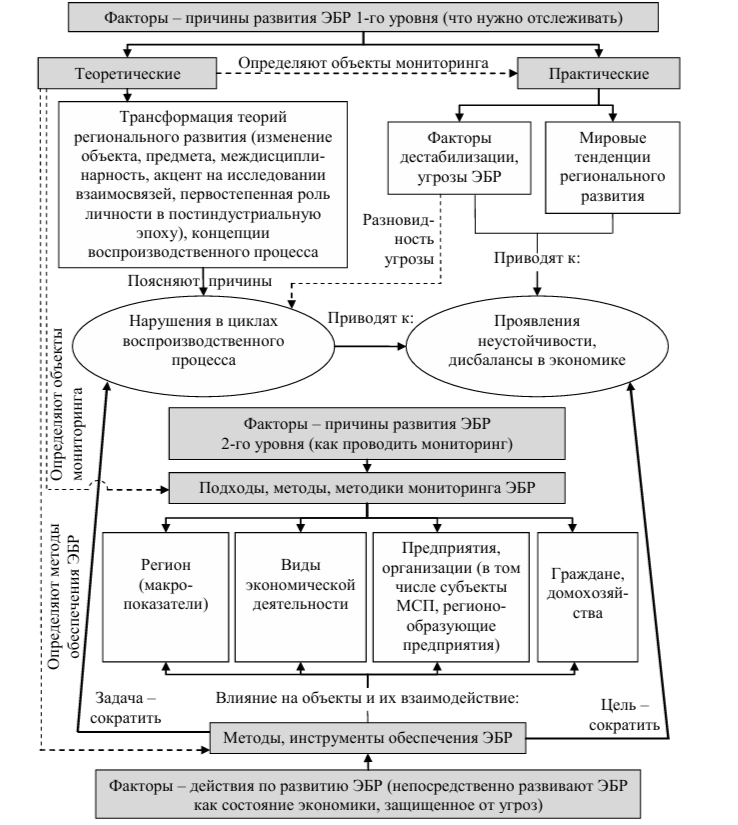 Факторы – причины развития ЭБР 1-го уровня (что нужно отслеживать)
Теоретические
Определяют объекты мониторинга
Практические
Трансформация теорий
регионального развития (изменение
объекта, предмета, междисципли-
нарность, акцент на исследовании
взаимосвязей, первостепенная роль
личности в постиндустриальную
эпоху), концепции
воспроизводственного процесса
Факторы
дестабилизации,
угрозы ЭБР
Мировые
тенденции
регионального
развития
Разновид-
ность
угрозы
Поясняют причины
Приводят к:
Нарушения в циклах
воспроизводственного
процесса
Приводят к:
Проявления
неустойчивости,
дисбалансы в экономике
Определяют объекты
мониторинга
Факторы – причины развития ЭБР
2-го уровня (как проводить мониторинг)
Подходы, методы, методики мониторинга ЭБР
Определяют методы
обеспечения ЭБР
Регион
(макро-
показатели)
Виды
экономической
деятельности
Предприятия,
организации (в том
числе субъекты
МСП, регионо-
образующие
предприятия)
Граждане,
домохозяй-
ства
Задача –
сократить
Влияние на объекты и их взаимодействие:
Цель –
сократить
Методы, инструменты обеспечения ЭБР
Факторы – действия по развитию ЭБР (непосредственно развивают ЭБР
как состояние экономики, защищенное от угроз)